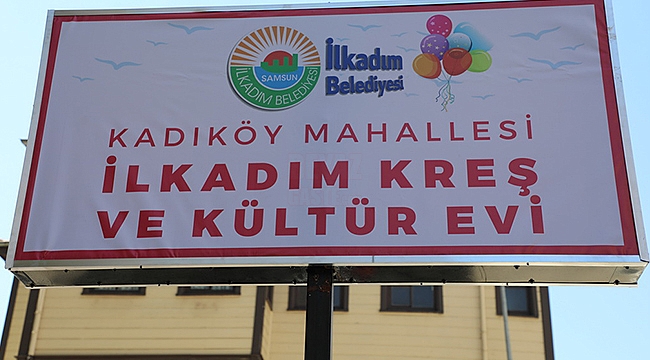 SAMSUN
İLKADIM BELEDİYESİ
İlkadım
Belediyesi
KADIKÖY MAHALLESİ
İLKADIM KREŞ
VE KÜLTÜR EVİ